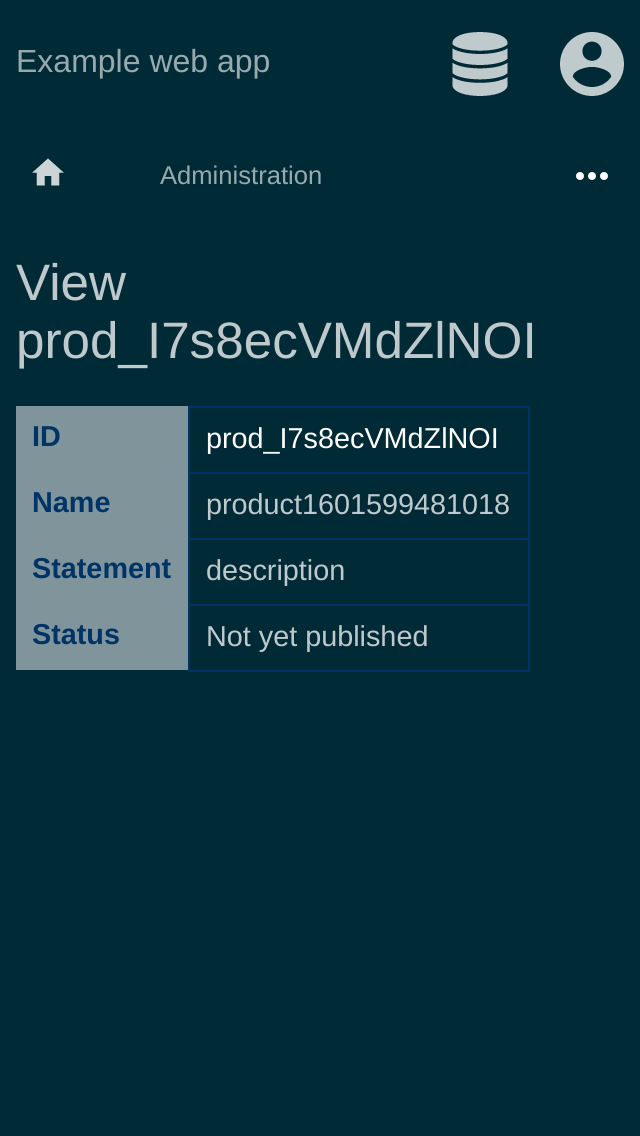 Example web app
Administration
View
prod_I7s8ecVMdZlNOI
ID prod_I7s8ecVMdZlNOI
Name product1601599481018
Statement description
Status Not yet published